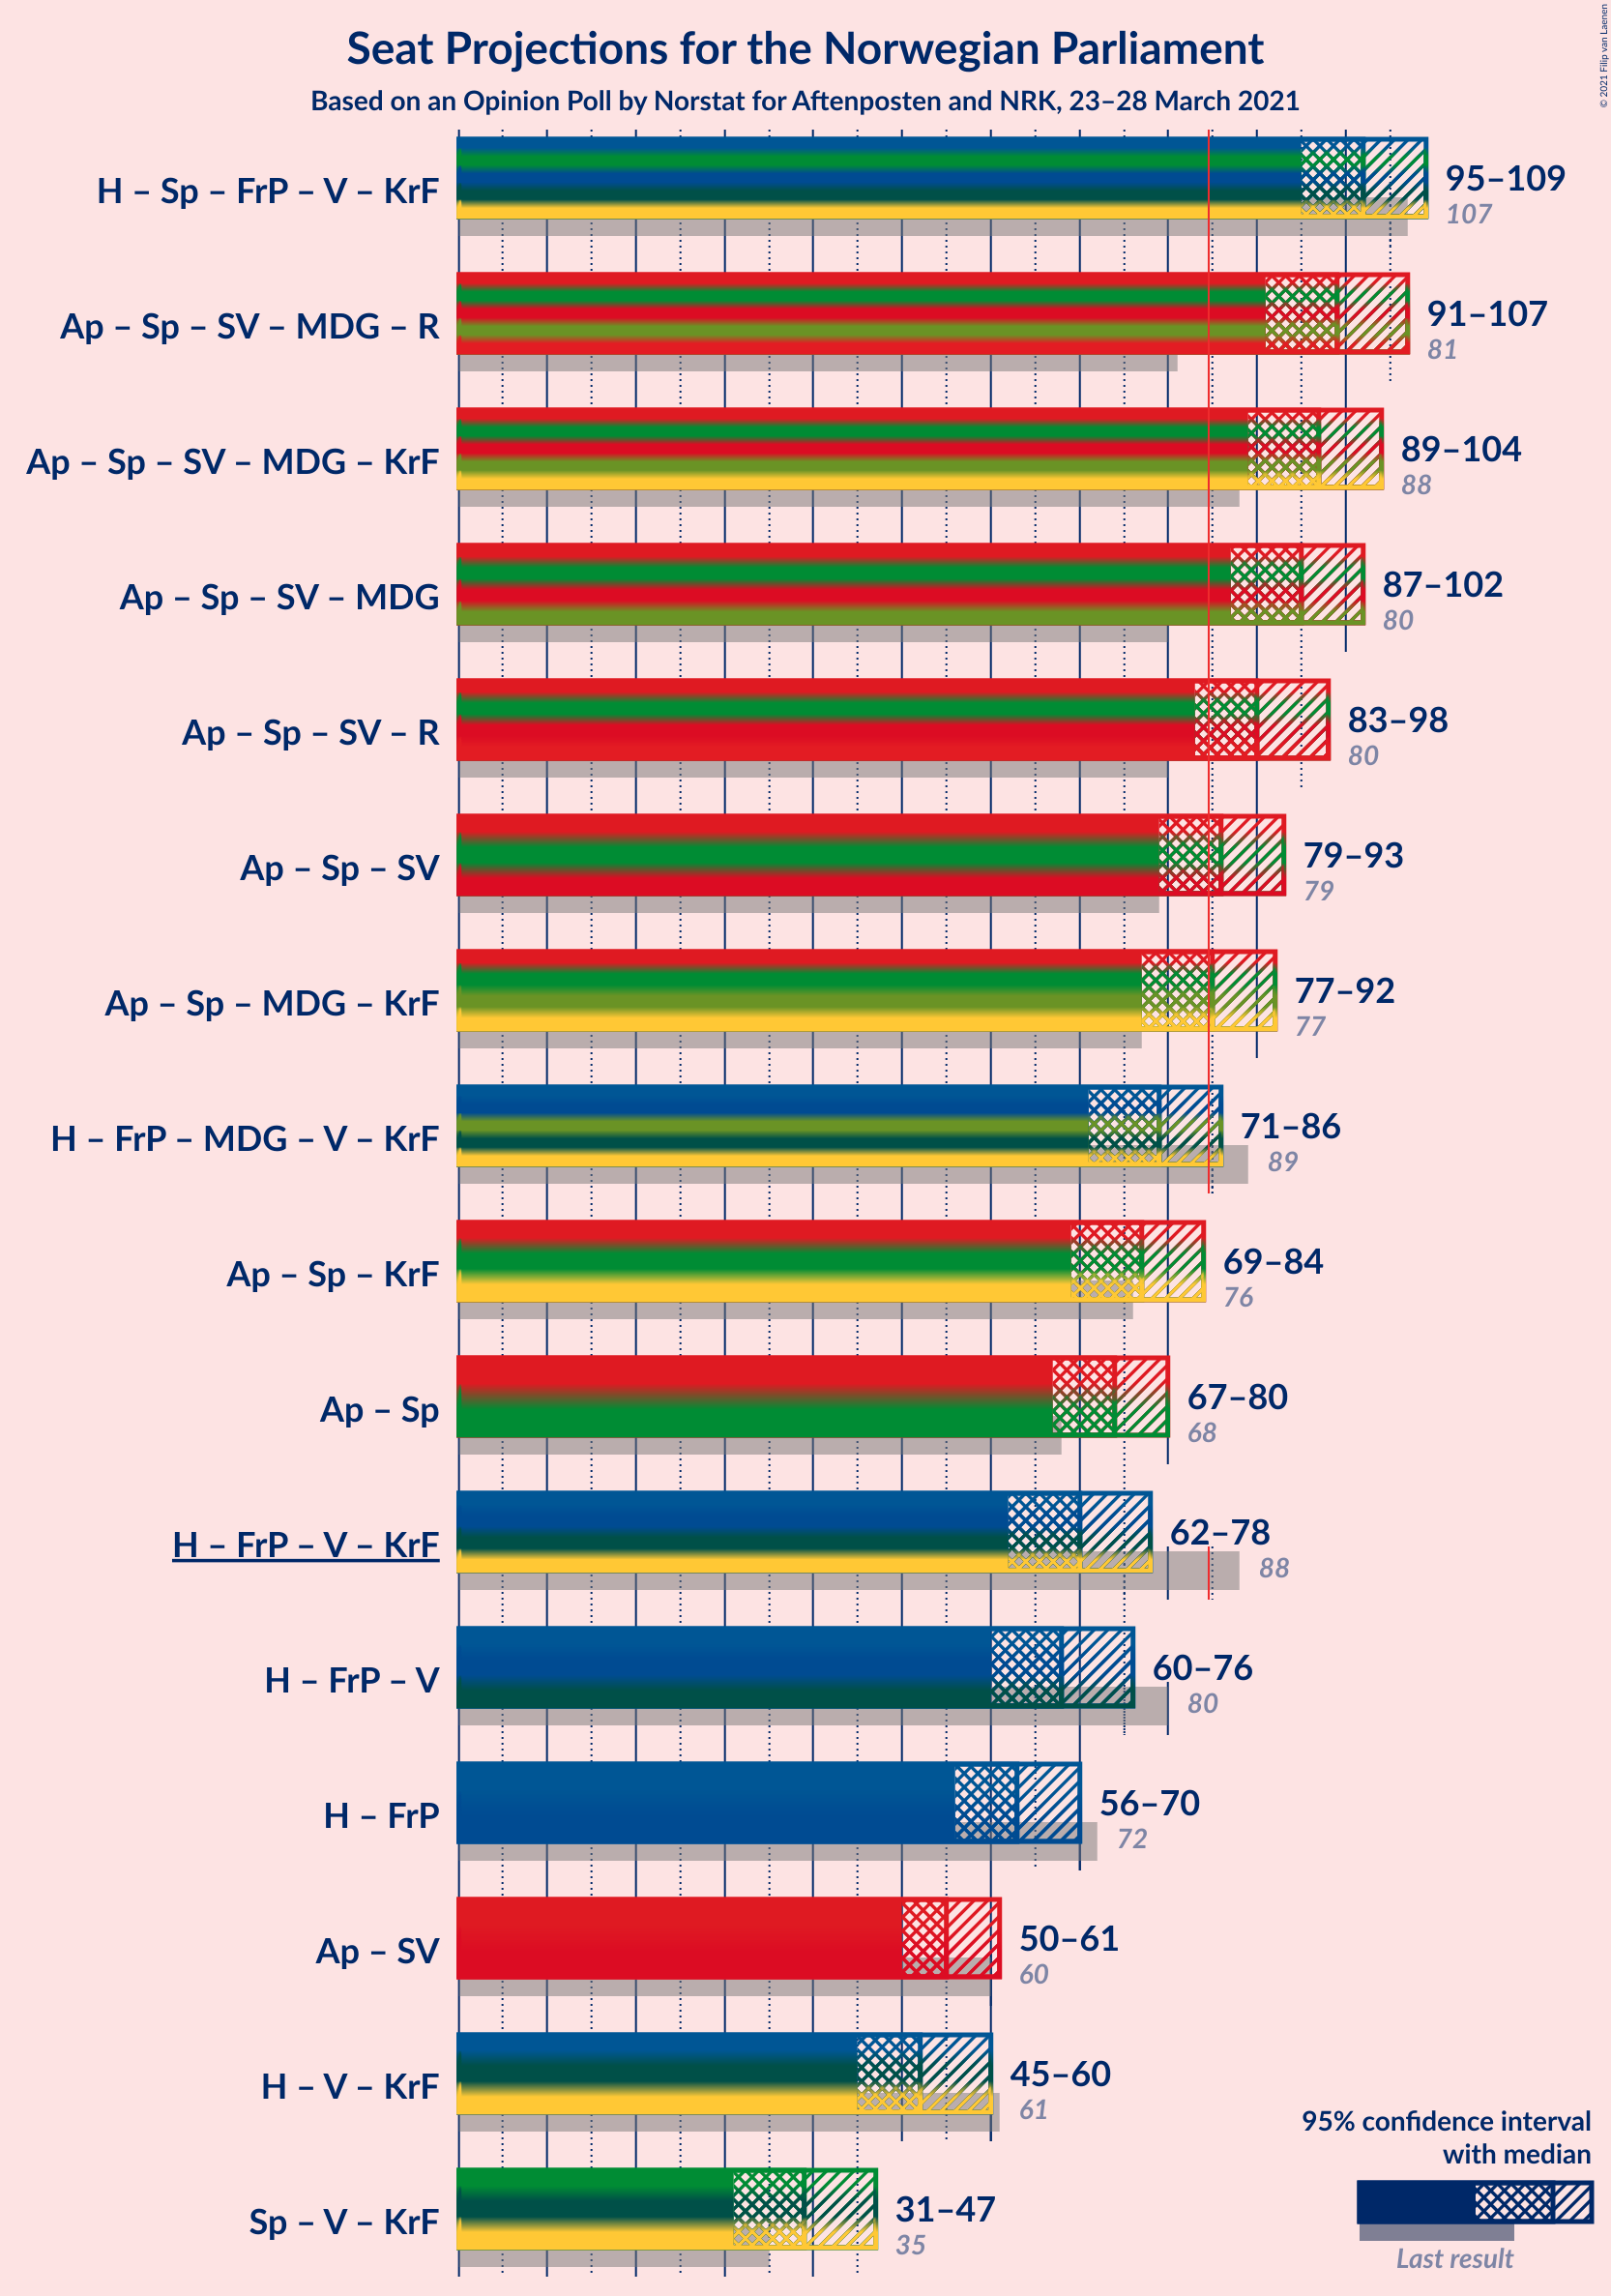 Seat Projections for the Norwegian Parliament
Based on an Opinion Poll by Norstat for Aftenposten and NRK, 23–28 March 2021
© 2021 Filip van Laenen
H – Sp – FrP – V – KrF
95–109
107
Ap – Sp – SV – MDG – R
91–107
81
Ap – Sp – SV – MDG – KrF
89–104
88
Ap – Sp – SV – MDG
87–102
80
Ap – Sp – SV – R
83–98
80
Ap – Sp – SV
79–93
79
Ap – Sp – MDG – KrF
77–92
77
H – FrP – MDG – V – KrF
71–86
89
Ap – Sp – KrF
69–84
76
Ap – Sp
67–80
68
H – FrP – V – KrF
62–78
88
H – FrP – V
60–76
80
H – FrP
56–70
72
Ap – SV
50–61
60
H – V – KrF
45–60
61
Sp – V – KrF
31–47
35
95% confidence interval
with median
Last result